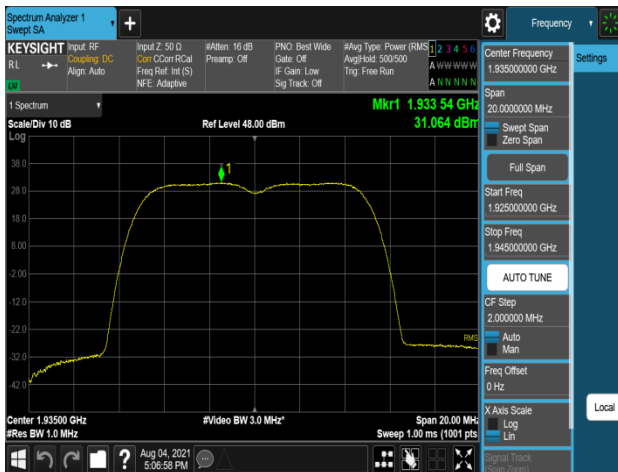 Spectrum Analyzer 1
Swept SA
+
Frequency
KEYSIGHT
RL
LXI
Input: RF
Coupling: DC
Align: Auto
Input Z: 50 Ω
Corr CCorr RCal
Freq Ref: Int (S)
NFE: Adaptive
#Atten: 16 dB
Preamp: Off
PNO: Best Wide
Gate: Off
IF Gain: Low
Sig Track: Off
#Avg Type: Power (RMS
Avg|Hold: 500/500
Trig: Free Run
1 2 3 4 5 6
A W W W W W
A N N N N N
1 Spectrum
Scale/Div 10 dB
Log
Ref Level 48.00 dBm
Mkr1 1.933 54 GHz
31.064 dBm
1
38.0
28.0
18.0
8.00
-2.00
-12.0
-22.0
-32.0
-42.0
RMS
Center 1.93500 GHz
#Res BW 1.0 MHz
#Video BW 3.0 MHz*
Span 20.00 MHz
Sweep 1.00 ms (1001 pts)
Aug 04, 2021
5:06:58 PM
?
Center Frequency
1.935000000 GHz
Settings
Span
20.0000000 MHz
Swept Span
Zero Span
Full Span
Start Freq
1.925000000 GHz
Stop Freq
1.945000000 GHz
AUTO TUNE
CF Step
2.000000 MHz
Auto
Man
Freq Offset
0 Hz
X Axis Scale
Log
Lin
Local
Signal Track
(Span Zoom)